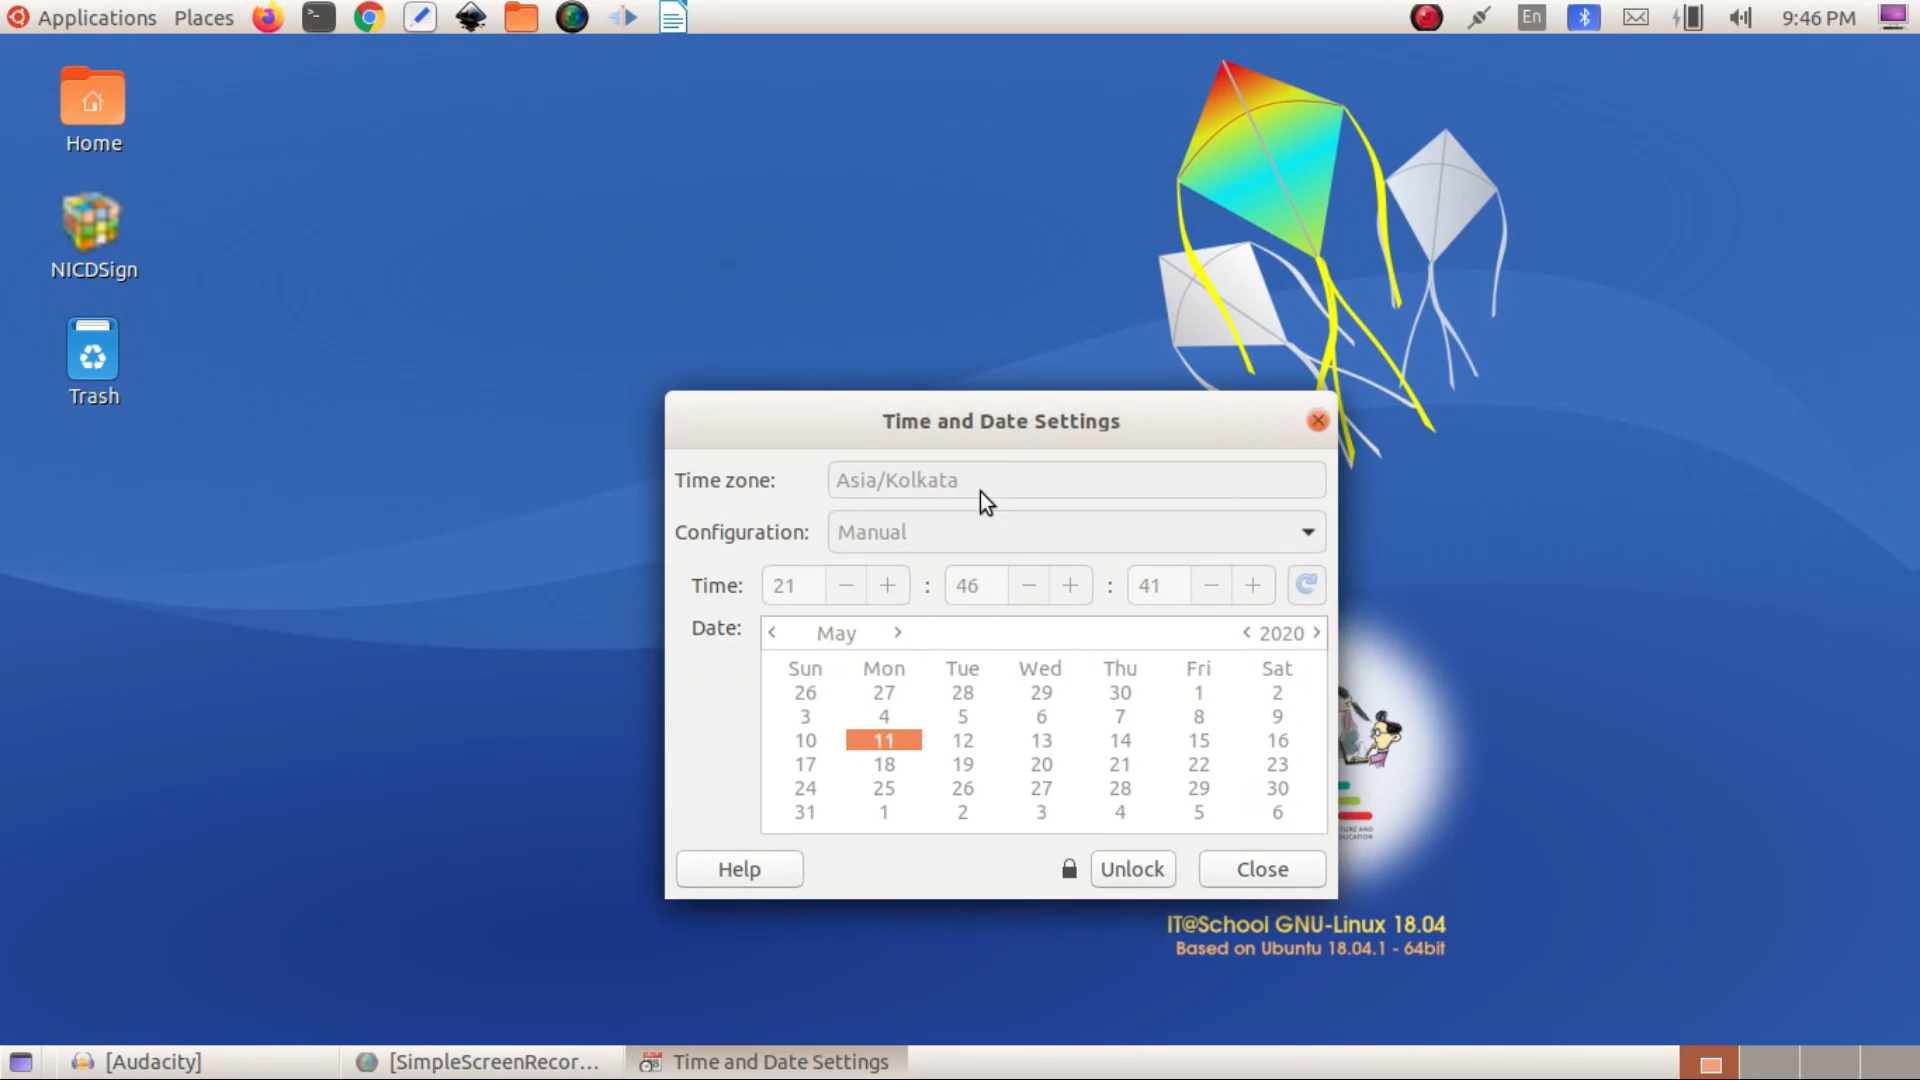 Applications Places En 9:46 PM
Home
NICDSign
Trash
Time and Date Settings
Time zone: Asia/Kolkata
Configuration: Manual
Time: 21 − + : 46 − + : 41 − +
Date: < May > < 2020 >
Sun Mon Tue Wed Thu Fri Sat
26 27 28 29 30 1 2
3 4 5 6 7 8 9
10 11 12 13 14 15 16
17 18 19 20 21 22 23
24 25 26 27 28 29 30
31 1 2 3 4 5 6
Help Unlock Close
IT@School GNU-Linux 18.04
Based on Ubuntu 18.04.1 - 64bit
[Audacity] [SimpleScreenRecor... Time and Date Settings